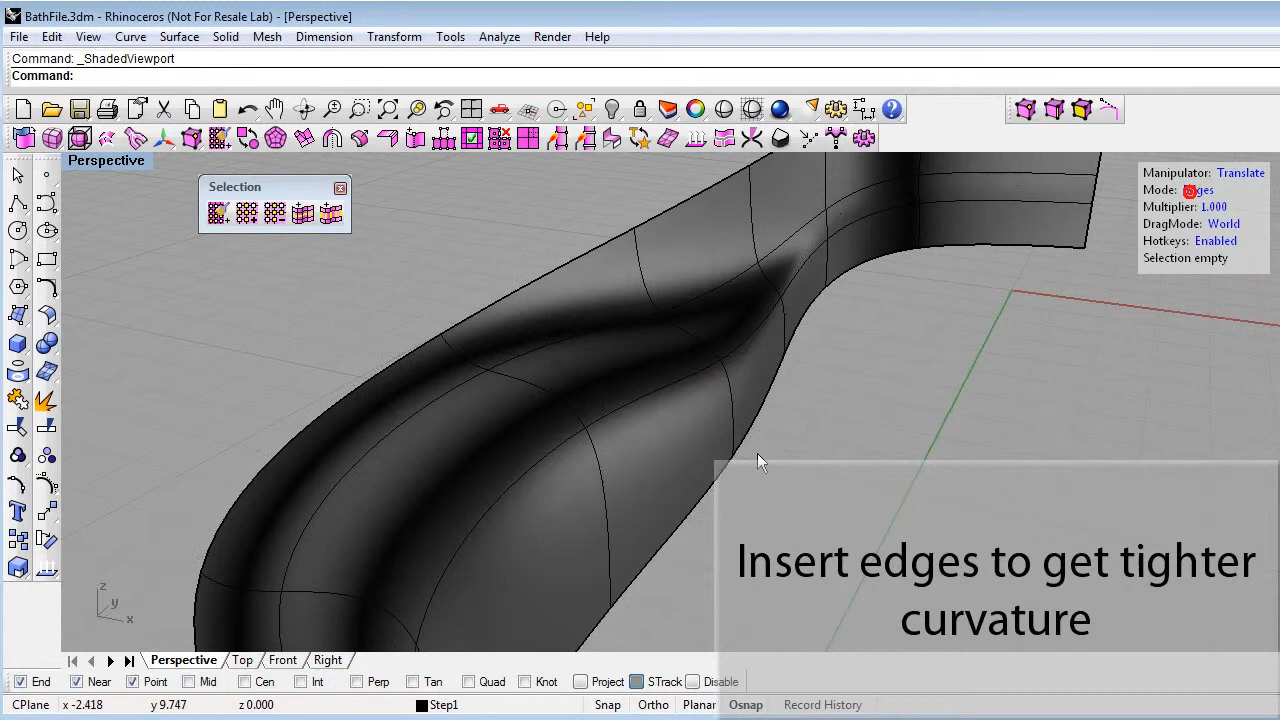 BathFile.3dm - Rhinoceros (Not For Resale Lab) - [Perspective]
File Edit View Curve Surface Solid Mesh Dimension Transform Tools Analyze Render Help
Command: _ShadedViewport
Command:
Perspective
Selection
Manipulator: Translate
Mode: ges
Multiplier: 1.000
DragMode: World
Hotkeys: Enabled
Selection empty
Insert edges to get tighter
curvature
z
y
x
Perspective Top Front Right
End Near Point Mid Cen Int Perp Tan Quad Knot Project STrack Disable
CPlane x -2.418 y 9.747 z 0.000 Step1 Snap Ortho Planar Osnap Record History